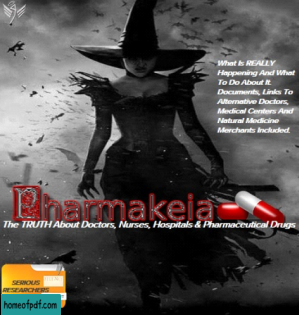 What Is REALLY
Happening And What
To Do About It.
Documents, Links To
Alternative Doctors,
Medical Centers And
Natural Medicine
Merchants Included.
Pharmakeia
The TRUTH About Doctors, Nurses, Hospitals & Pharmaceutical Drugs
SERIOUS
RESEARCHERS
homeofpdf.com